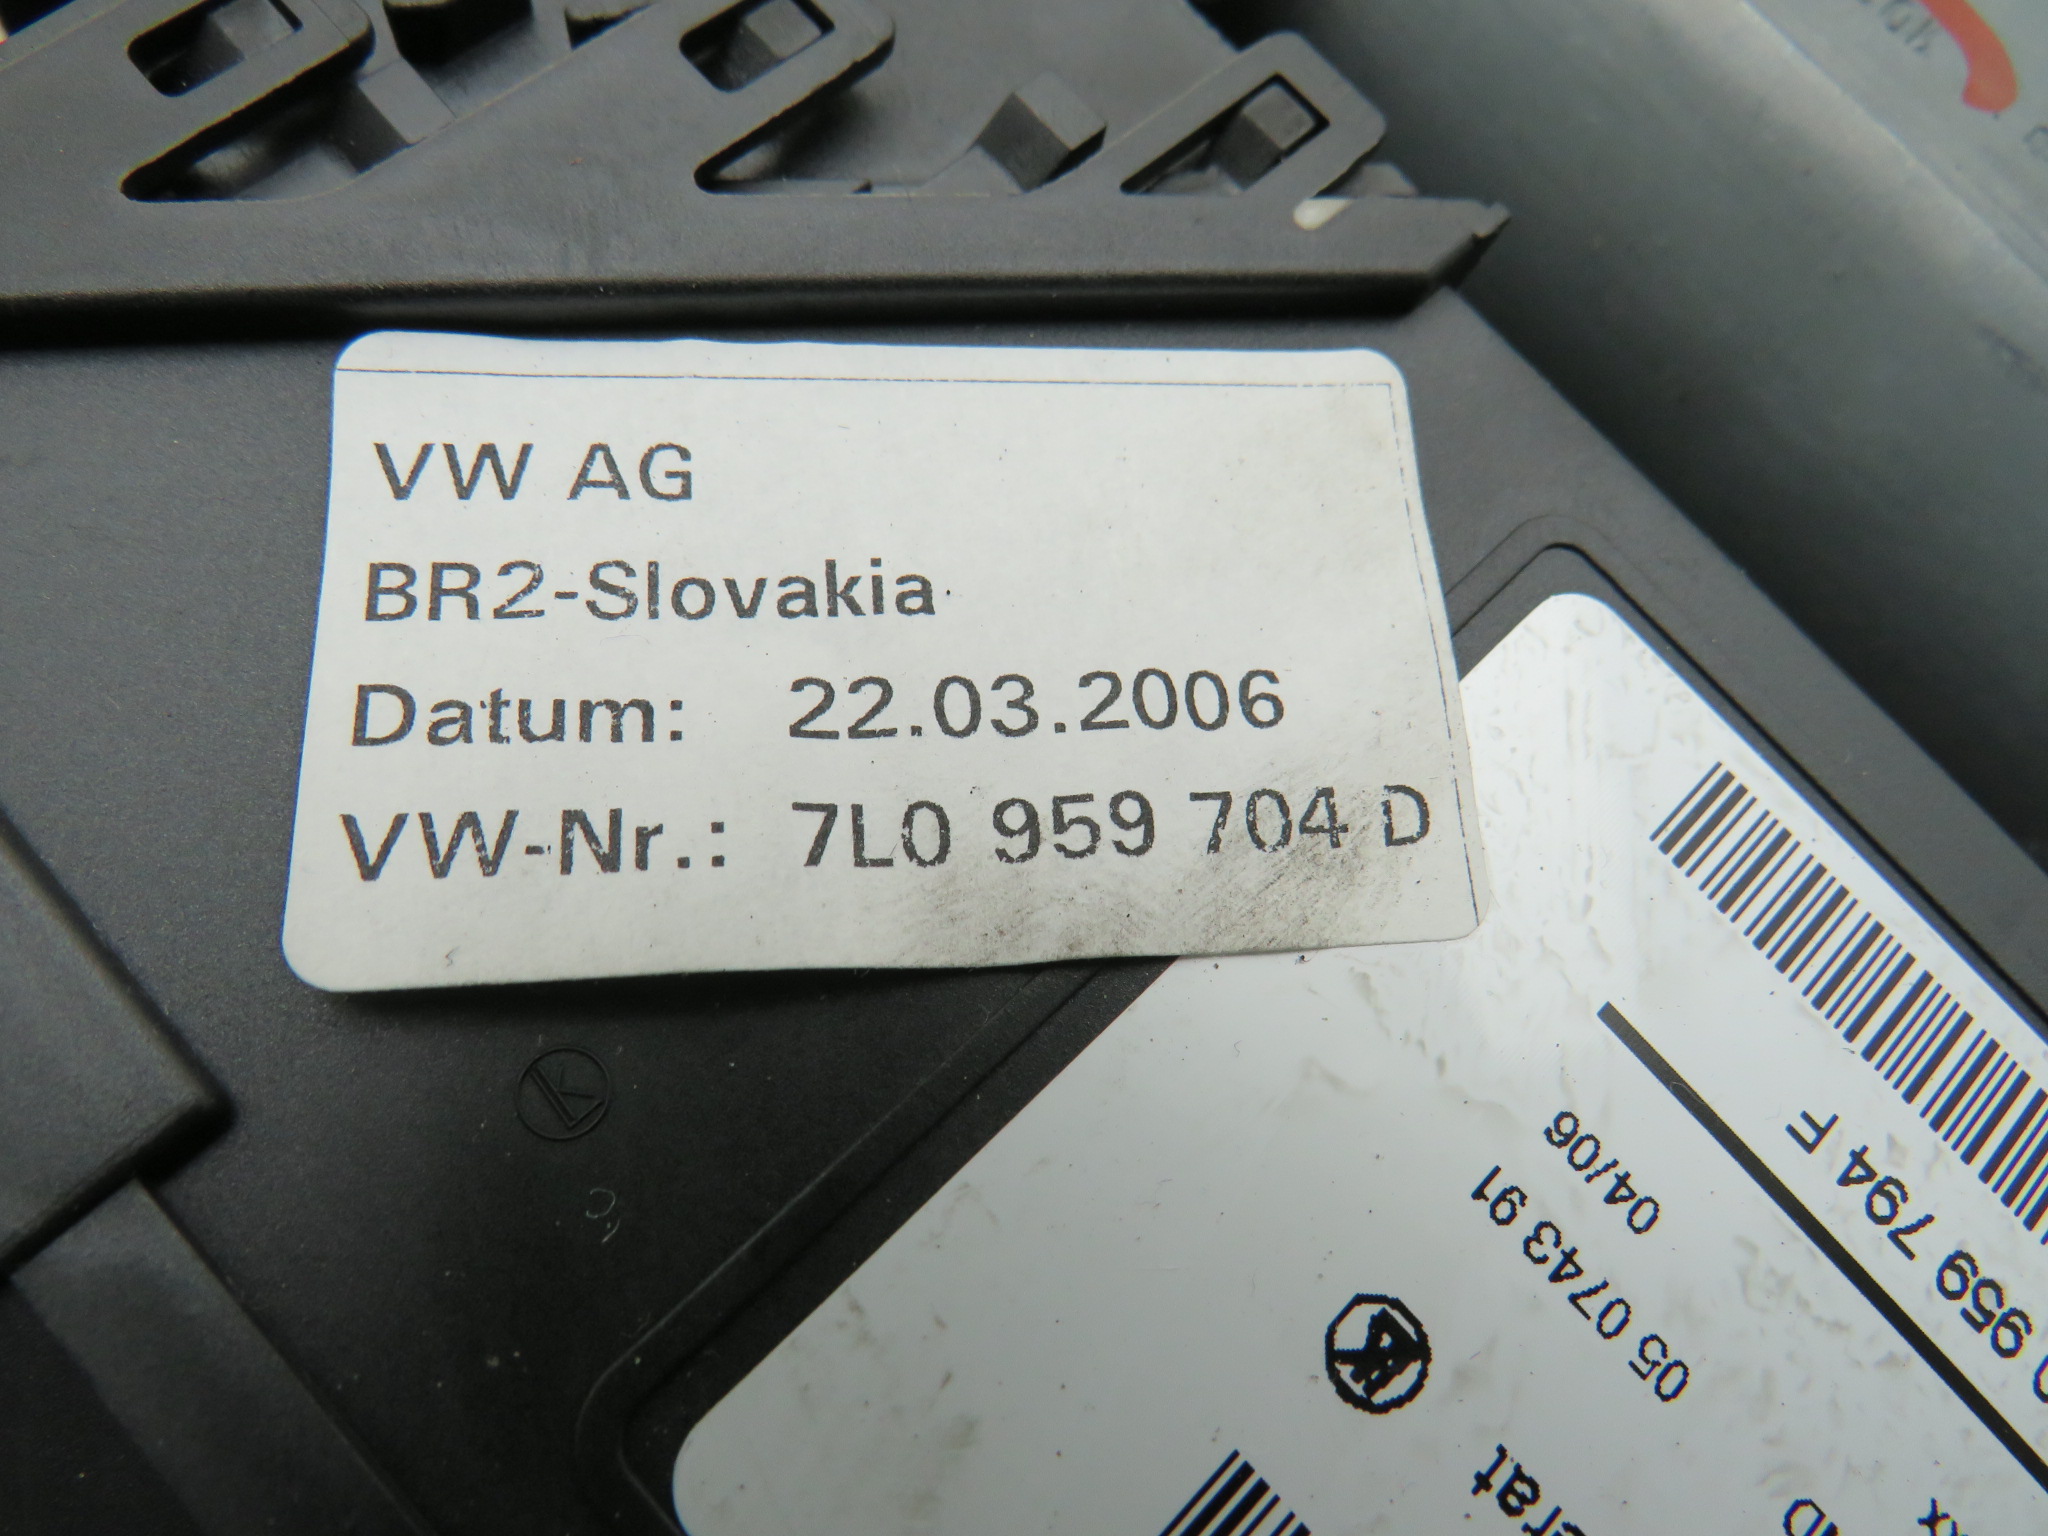 VW AG
BR2-Slovakia
Datum: 22.03.2006
VW-Nr.: 7L0 959 704 D
959 794 F
04/06
05 0743 91